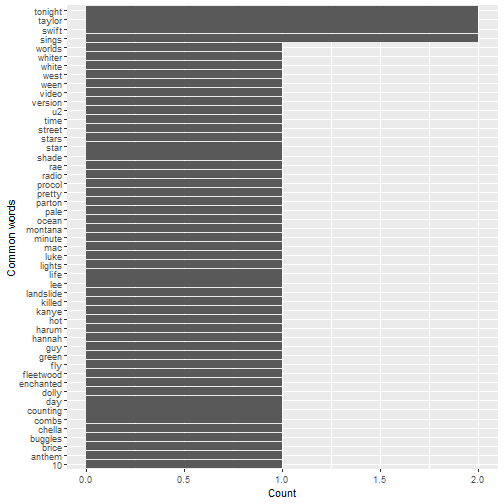 tonight
taylor
swift
sings
worlds
whiter
white
west
ween
video
version
u2
time
street
stars
star
shade
rae
radio
procol
pretty
parton
pale
ocean
montana
minute
mac
luke
lights
life
lee
landslide
killed
kanye
hot
harum
hannah
guy
green
fly
fleetwood
enchanted
dolly
day
counting
combs
chella
buggles
brice
anthem
10
Common words
0.0 0.5 1.0 1.5 2.0
Count